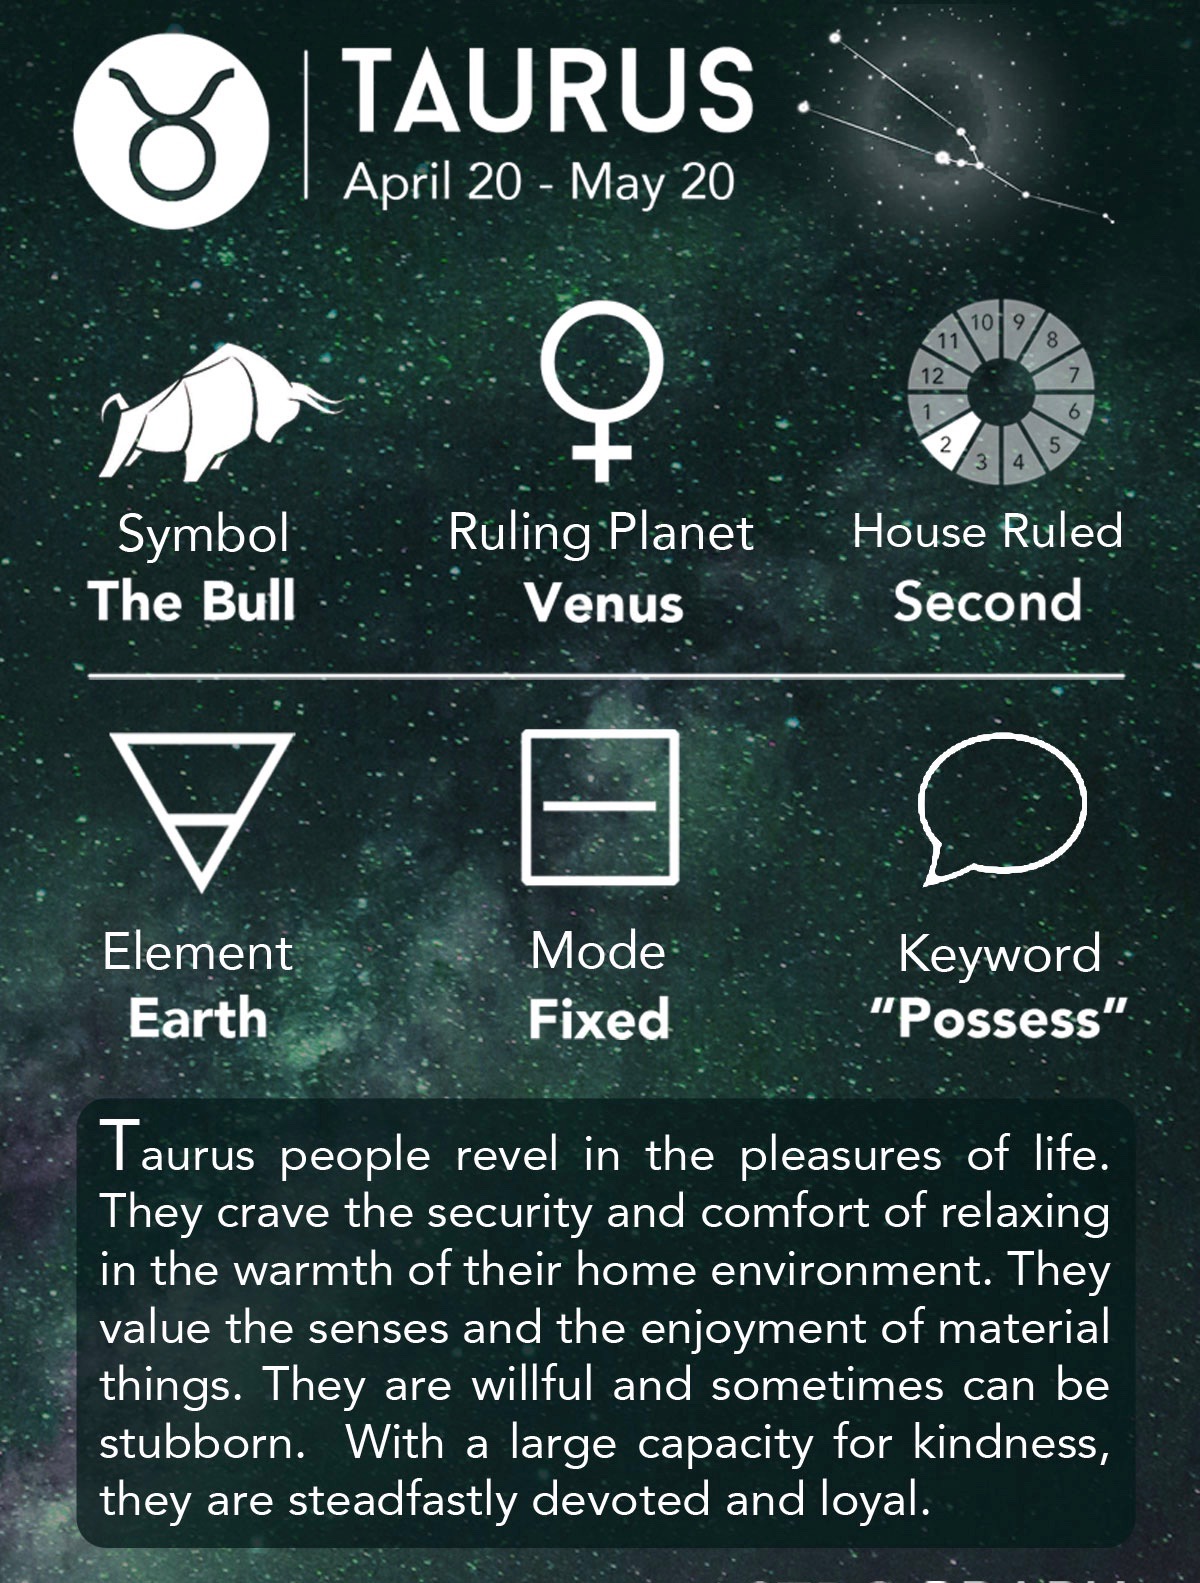 TAURUS
April 20 - May 20
10 9
11 8
12 7
1 6
2 5
3 4
Symbol
The Bull
Ruling Planet
Venus
House Ruled
Second
Element
Earth
Mode
Fixed
Keyword
“Possess”
Taurus people revel in the pleasures of life.
They crave the security and comfort of relaxing
in the warmth of their home environment. They
value the senses and the enjoyment of material
things. They are willful and sometimes can be
stubborn. With a large capacity for kindness,
they are steadfastly devoted and loyal.